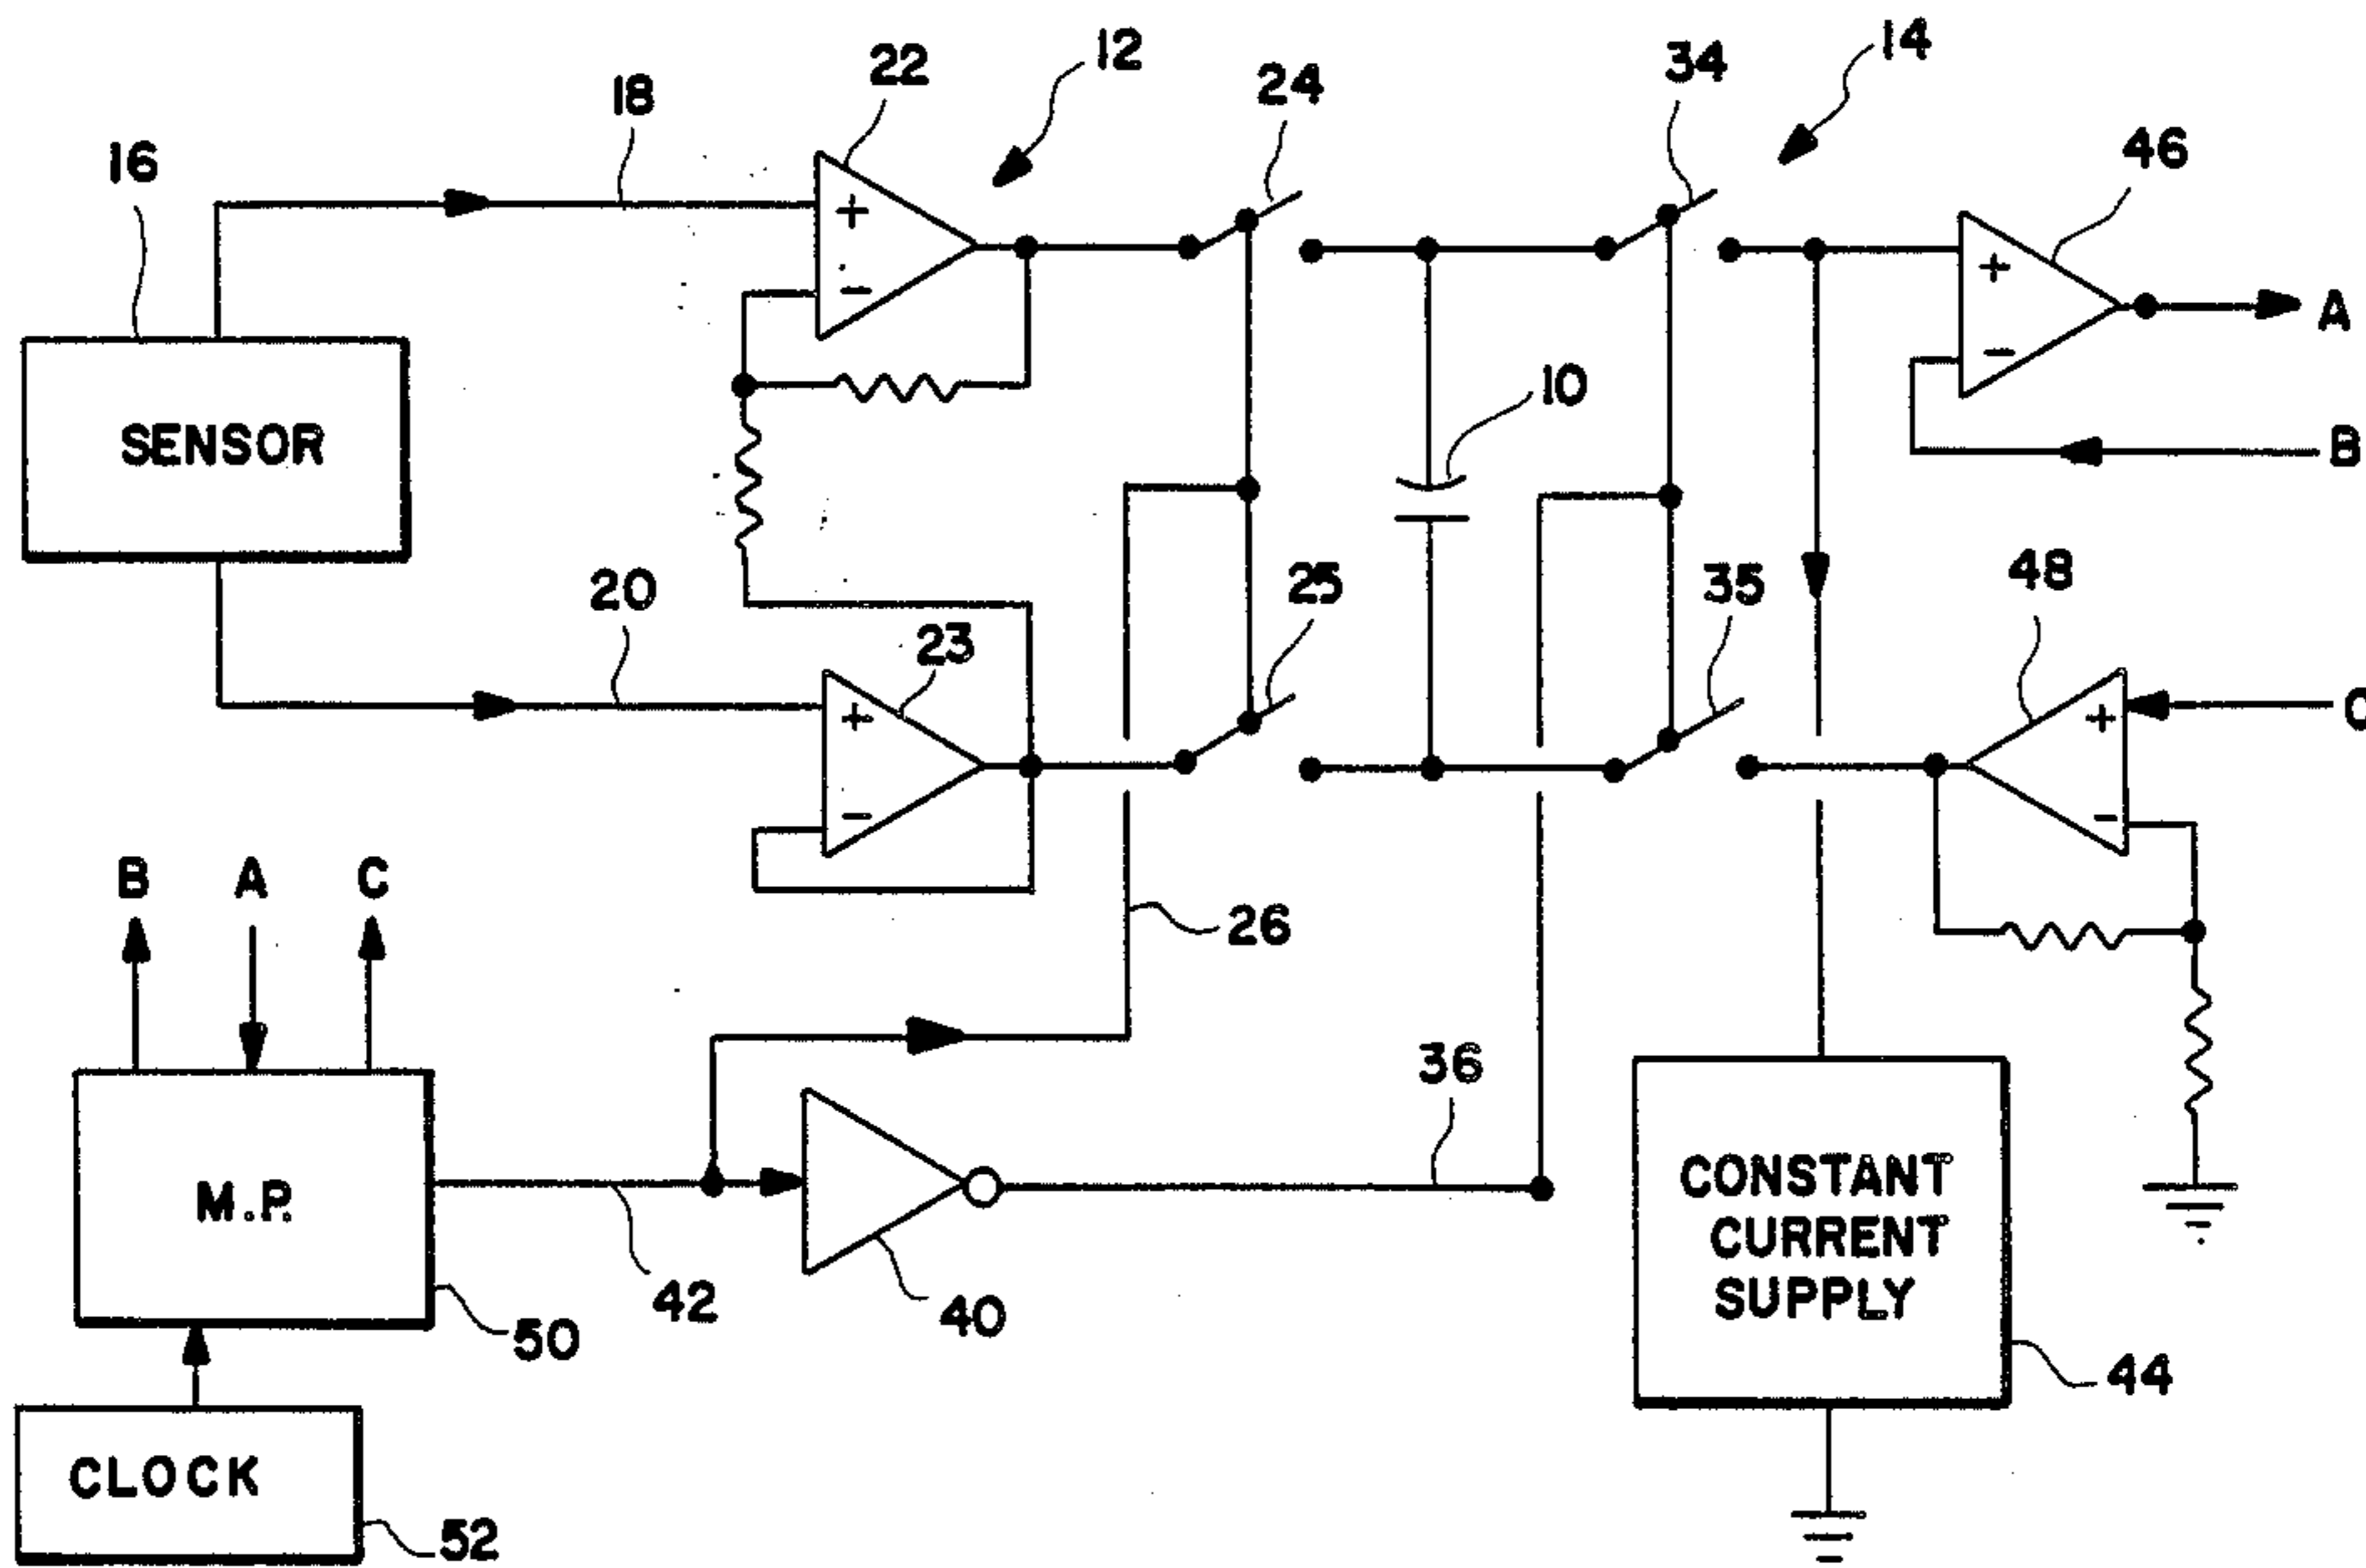 22
12
34
14
18
24
46
16
+
+
A
−
−
10
SENSOR
B
25
48
20
35
23
+
+
C
−
−
B A C
26
36
M.P.
CONSTANT
CURRENT
SUPPLY
42
40
50
44
CLOCK
52